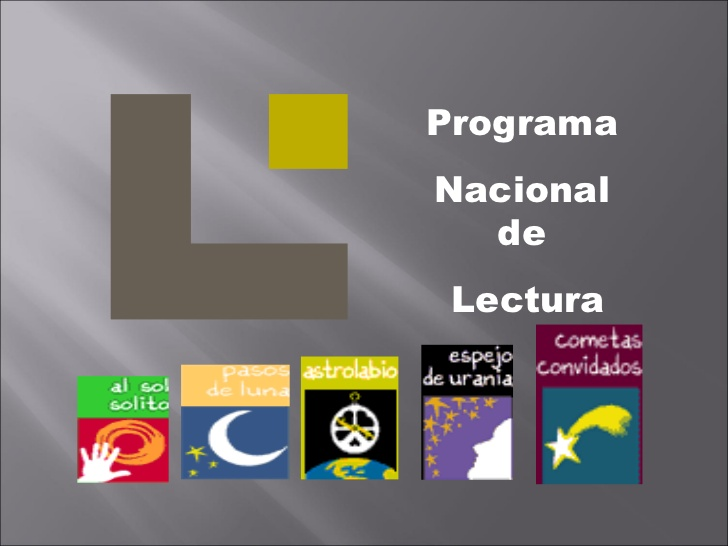 Programa
Nacional
de
Lectura
al sol
solito
pasos
de luna
astrolabio
espejo
de urania
cometas
convidados